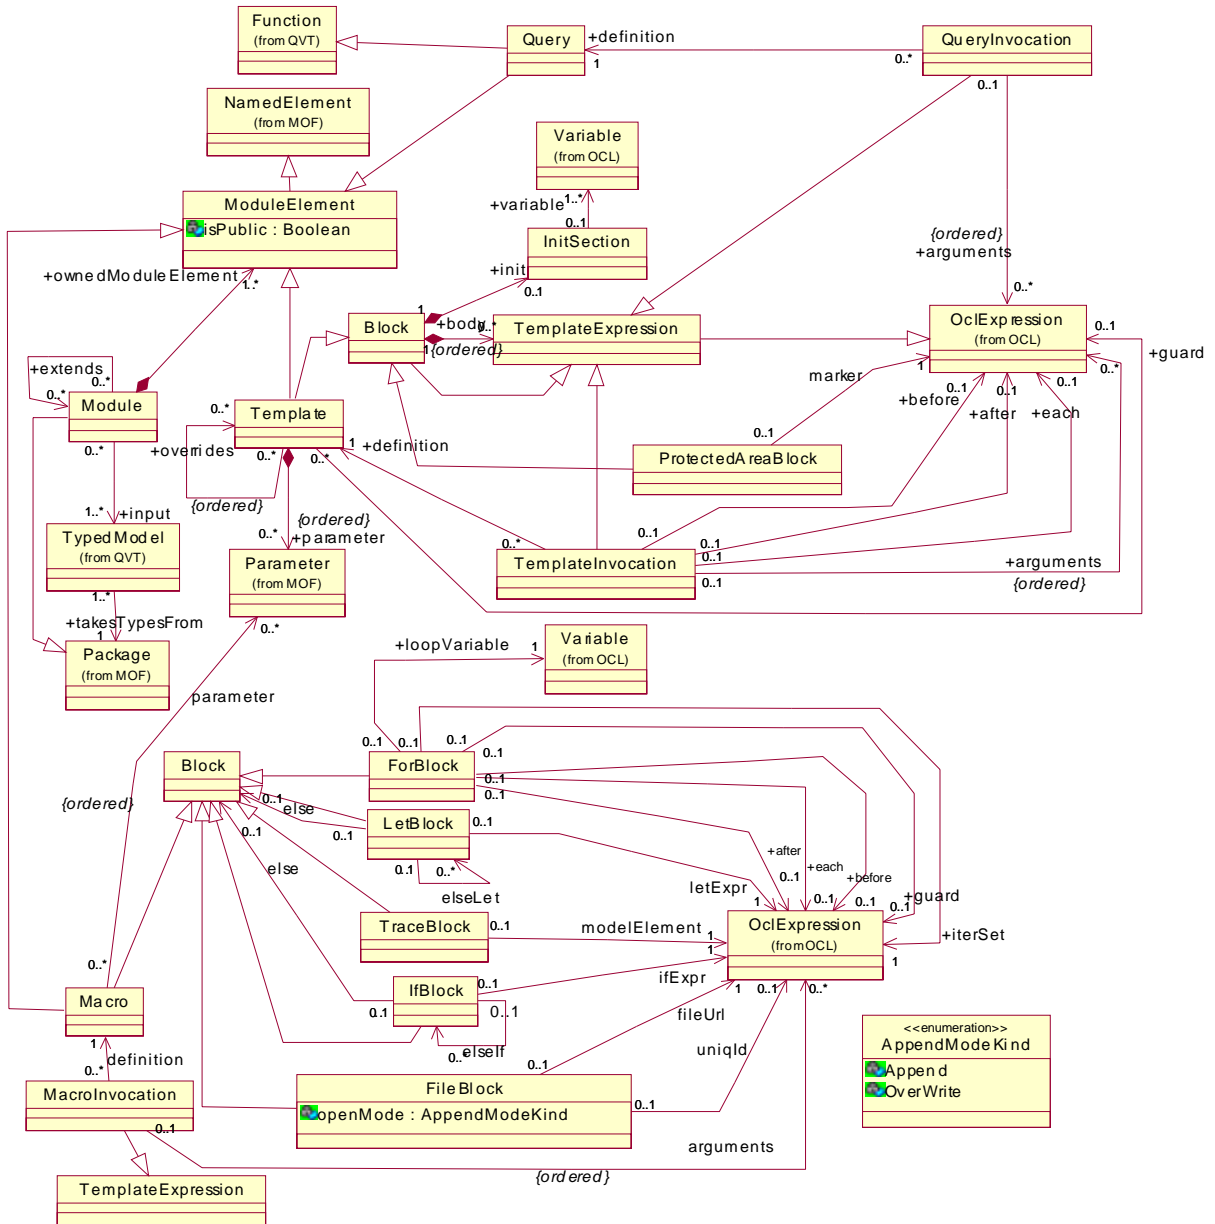 Function
(from QVT)
Query
+definition
1
0..*
QueryInvocation
0..1
NamedElement
(from MOF)
Variable
(from OCL)
1..*
+variable
0..1
InitSection
ModuleElement
isPublic : Boolean
+init
0..1
{ordered}
+arguments
0..*
+ownedModuleElement
1..*
Block
1
+body
0..*
1
{ordered}
TemplateExpression
OclExpression
(from OCL)
0..1
+guard
+extends
0..*
0..*
Module
0..*
marker
1
0..1
+before
0..1
+after
0..1
+each
0..*
0..*
Template
+overrides
0..*
0..*
{ordered}
1
+definition
0..1
ProtectedAreaBlock
1..*
+input
TypedModel
(from QVT)
1..*
{ordered}
0..*
+parameter
Parameter
(from MOF)
0..*
0..*
TemplateInvocation
0..1
0..1
0..1
0..1
+arguments
{ordered}
+takesTypesFrom
1
Package
(from MOF)
+loopVariable
1
Variable
(from OCL)
parameter
{ordered}
Block
0..1
0..1
0..1
0..1
0..1
ForBlock
0..1
0..1
0..1
else
0..1
LetBlock
0..1
0..1
0..*
elseLet
0..1
else
+after
0..1
+each
0..1
+before
0..1
+guard
0..1
letExpr
1
TraceBlock
0..1
modelElement
1
OclExpression
(from OCL)
+iterSet
1
0..*
Macro
1
IfBlock
0..1
0..1
0..1
0..*
elseIf
ifExpr
1
fileUrl
1
0..1
0..*
uniqId
<<enumeration>>
AppendModeKind
Append
OverWrite
definition
0..*
MacroInvocation
0..1
0..1
FileBlock
openMode : AppendModeKind
0..1
arguments
{ordered}
TemplateExpression